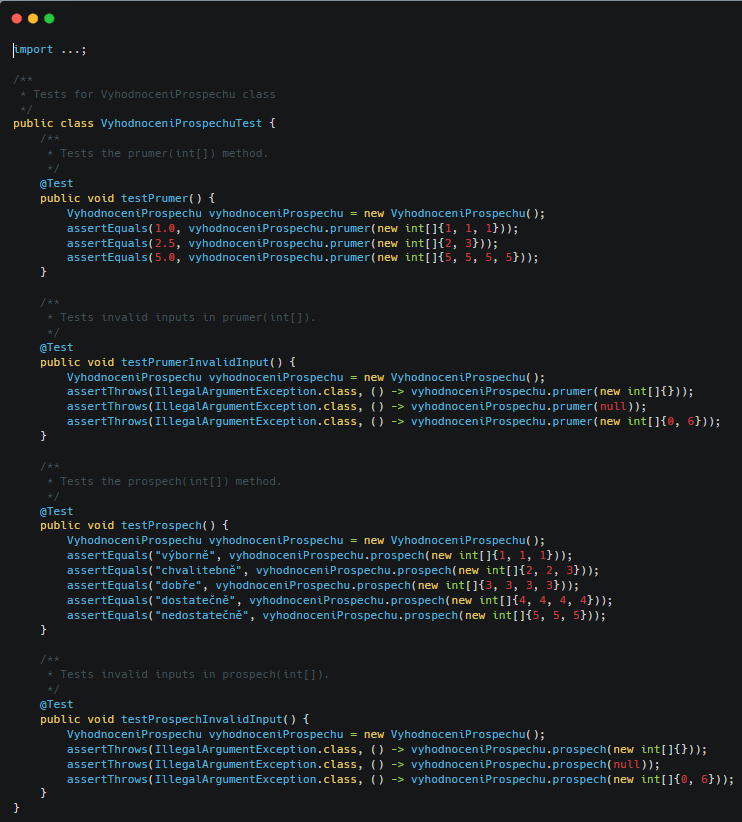 import ...;
/**
 * Tests for VyhodnoceniProspechu class
 */
public class VyhodnoceniProspechuTest {
    /**
     * Tests the prumer(int[]) method.
     */
    @Test
    public void testPrumer() {
        VyhodnoceniProspechu vyhodnoceniProspechu = new VyhodnoceniProspechu();
        assertEquals(1.0, vyhodnoceniProspechu.prumer(new int[]{1, 1, 1}));
        assertEquals(2.5, vyhodnoceniProspechu.prumer(new int[]{2, 3}));
        assertEquals(5.0, vyhodnoceniProspechu.prumer(new int[]{5, 5, 5, 5}));
    }
    /**
     * Tests invalid inputs in prumer(int[]).
     */
    @Test
    public void testPrumerInvalidInput() {
        VyhodnoceniProspechu vyhodnoceniProspechu = new VyhodnoceniProspechu();
        assertThrows(IllegalArgumentException.class, () -> vyhodnoceniProspechu.prumer(new int[]{}));
        assertThrows(IllegalArgumentException.class, () -> vyhodnoceniProspechu.prumer(null));
        assertThrows(IllegalArgumentException.class, () -> vyhodnoceniProspechu.prumer(new int[]{0, 6}));
    }
    /**
     * Tests the prospech(int[]) method.
     */
    @Test
    public void testProspech() {
        VyhodnoceniProspechu vyhodnoceniProspechu = new VyhodnoceniProspechu();
        assertEquals("výborně", vyhodnoceniProspechu.prospech(new int[]{1, 1, 1}));
        assertEquals("chvalitebně", vyhodnoceniProspechu.prospech(new int[]{2, 2, 3}));
        assertEquals("dobře", vyhodnoceniProspechu.prospech(new int[]{3, 3, 3, 3}));
        assertEquals("dostatečně", vyhodnoceniProspechu.prospech(new int[]{4, 4, 4, 4}));
        assertEquals("nedostatečně", vyhodnoceniProspechu.prospech(new int[]{5, 5, 5}));
    }
    /**
     * Tests invalid inputs in prospech(int[]).
     */
    @Test
    public void testProspechInvalidInput() {
        VyhodnoceniProspechu vyhodnoceniProspechu = new VyhodnoceniProspechu();
        assertThrows(IllegalArgumentException.class, () -> vyhodnoceniProspechu.prospech(new int[]{}));
        assertThrows(IllegalArgumentException.class, () -> vyhodnoceniProspechu.prospech(null));
        assertThrows(IllegalArgumentException.class, () -> vyhodnoceniProspechu.prospech(new int[]{0, 6}));
    }
}